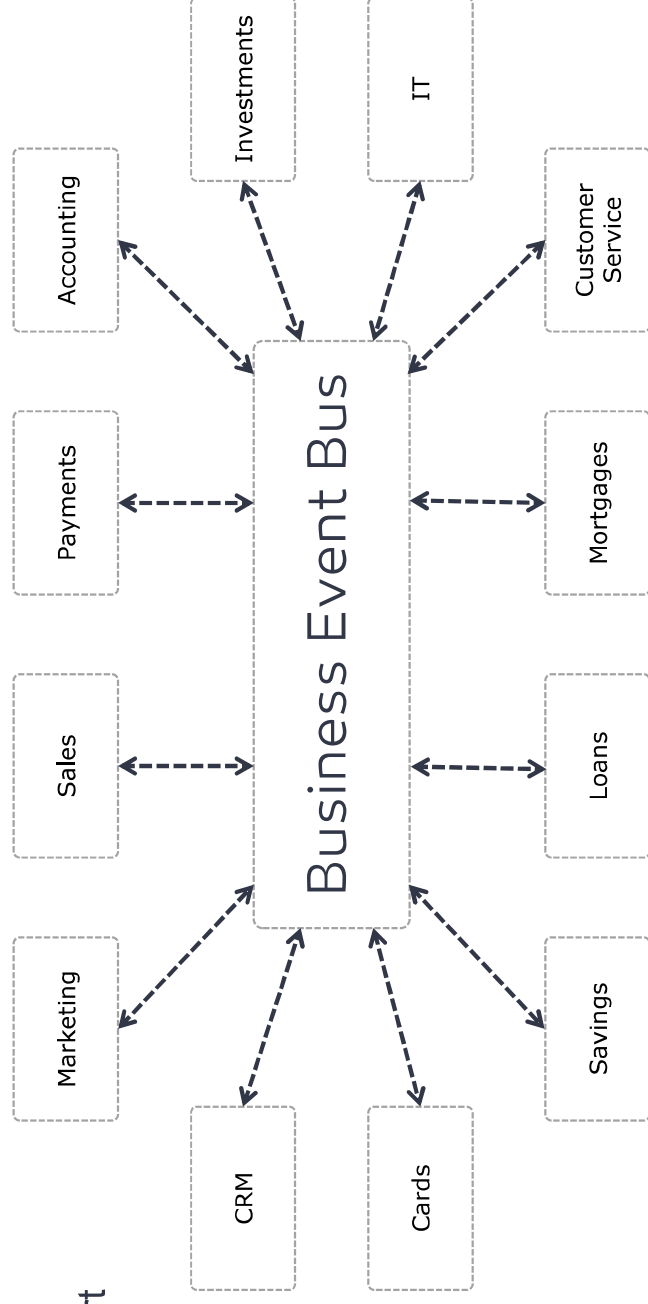 Marketing
Sales
Payments
Accounting
CRM
Investments
Business Event Bus
Cards
IT
Savings
Loans
Mortgages
Customer
Service